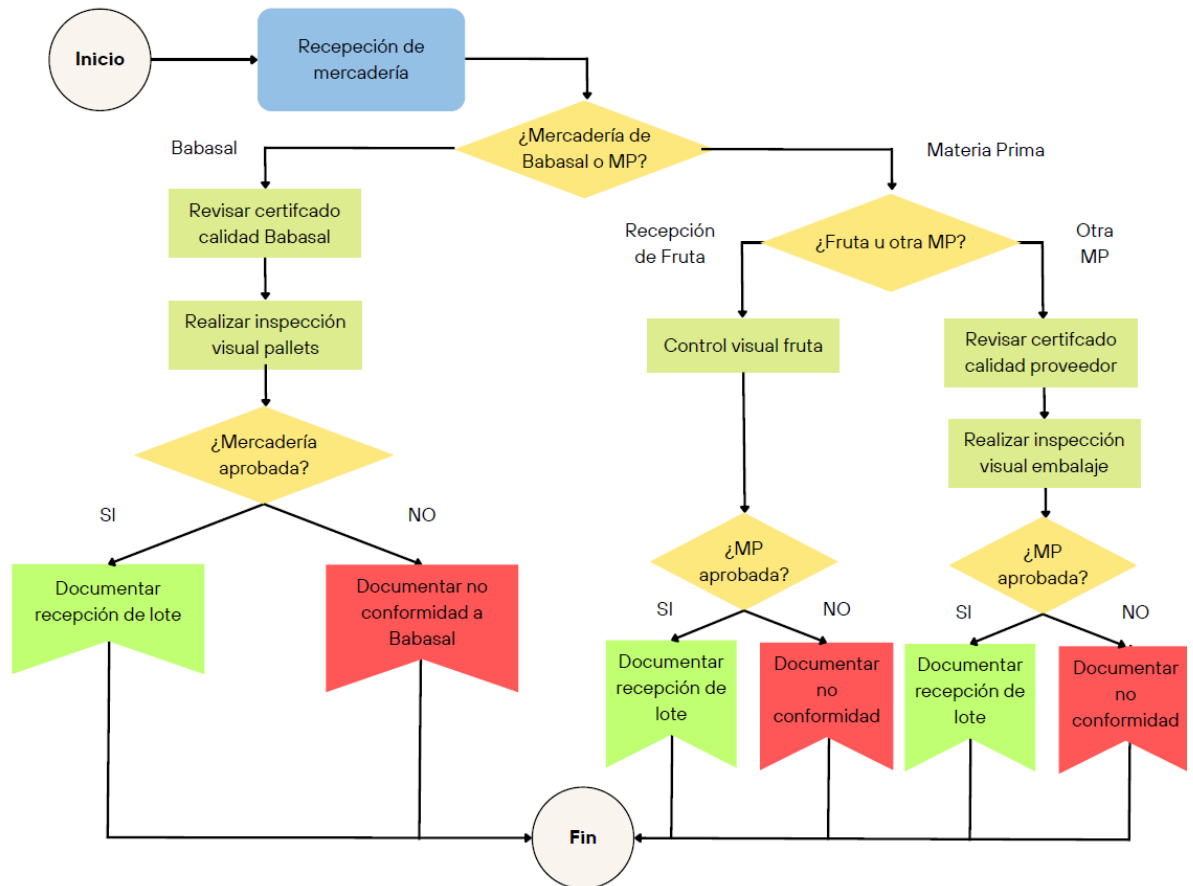 Inicio
Recepeción de
mercadería
¿Mercadería de
Babasal o MP?
Babasal
Materia Prima
Revisar certifcado
calidad Babasal
Recepción
de Fruta
¿Fruta u otra MP?
Otra
MP
Realizar inspección
visual pallets
Control visual fruta
Revisar certifcado
calidad proveedor
¿Mercadería
aprobada?
Realizar inspección
visual embalaje
SI
NO
¿MP
aprobada?
¿MP
aprobada?
Documentar
recepción de lote
Documentar no
conformidad a
Babasal
SI
NO
SI
NO
Documentar
recepción de
lote
Documentar
no
conformidad
Documentar
recepción de
lote
Documentar
no
conformidad
Fin